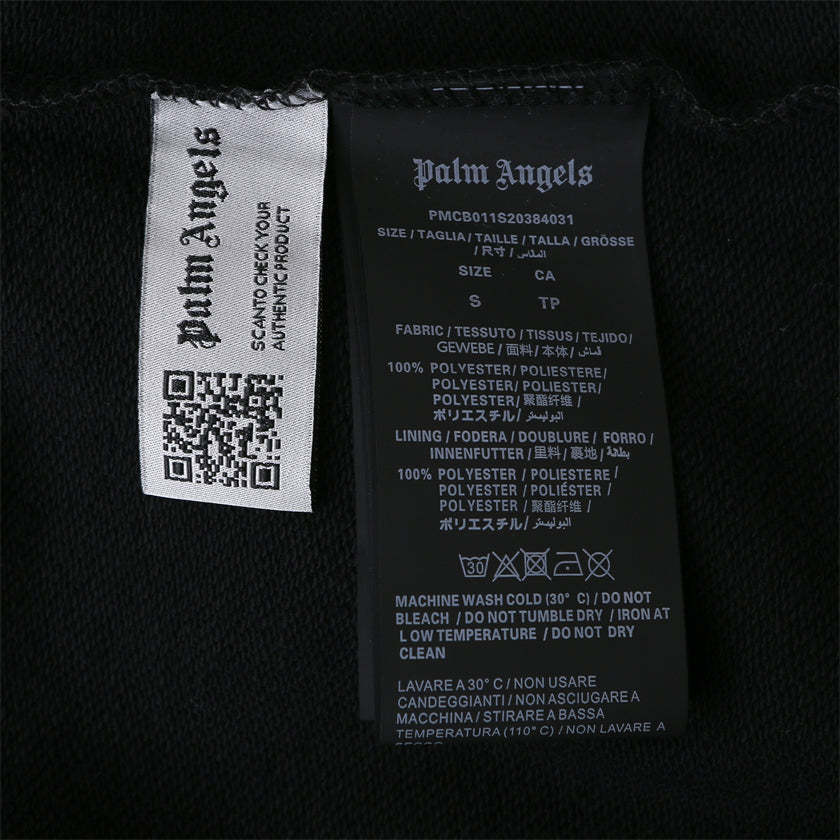 Palm Angels
SCANTO CHECK YOUR
AUTHENTIC PRODUCT
Palm Angels
PMCB011S20384031
SIZE / TAGLIA / TAILLE / TALLA / GRÖSSE
/ 尺寸 / المقاس
SIZE CA
S TP
FABRIC / TESSUTO / TISSUS / TEJIDO/
GEWEBE / 面料 / 本体 / قماش
100% POLYESTER/ POLIESTERE/
POLYESTER/ POLIESTER/
POLYESTER/ 聚酯纤维 /
ポリエステル/ البوليستر
LINING / FODERA / DOUBLURE / FORRO /
INNENFUTTER / 里料 / 裏地 / بطانة
100% POLYESTER / POLIESTERE /
POLYESTER / POLIÉSTER /
POLYESTER / 聚酯纤维 /
ポリエステル / البوليستر
30
MACHINE WASH COLD (30° C) / DO NOT
BLEACH / DO NOT TUMBLE DRY / IRON AT
LOW TEMPERATURE / DO NOT DRY
CLEAN
LAVARE A 30° C / NON USARE
CANDEGGIANTI / NON ASCIUGARE A
MACCHINA / STIRARE A BASSA
TEMPERATURA (110° C) / NON LAVARE A